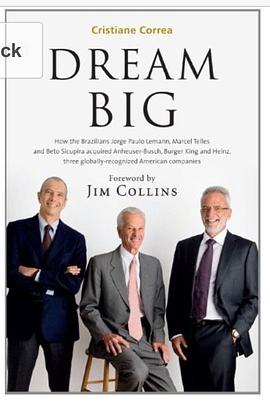 Cristiane Correa
ck
DREAM
BIG
How the Brazilians Jorge Paulo Lemann, Marcel Telles
and Beto Sicupira acquired Anheuser-Busch, Burger King and Heinz,
three globally-recognized American companies
Foreword by
JIM COLLINS